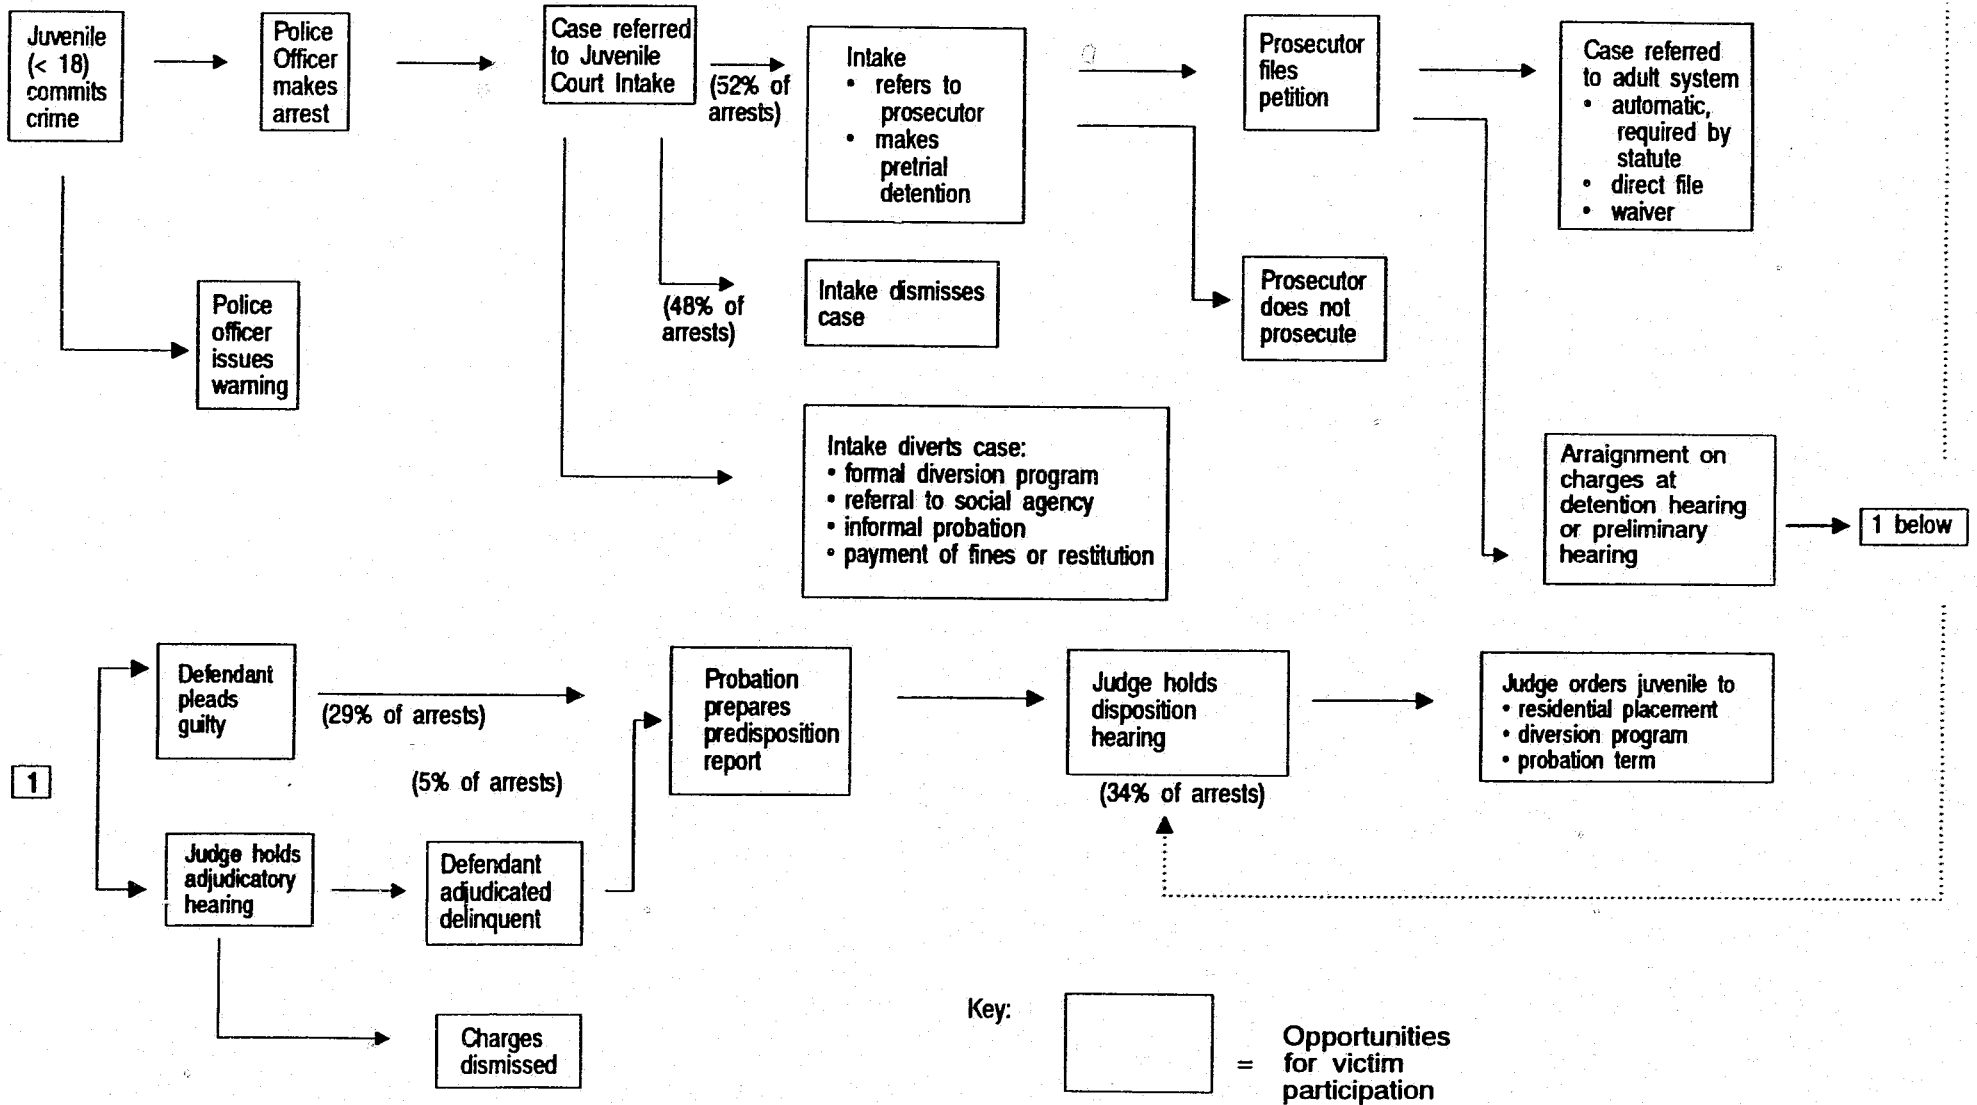 Juvenile
(< 18)
commits
crime
Police
Officer
makes
arrest
Case referred
to Juvenile
Court Intake
(52% of
arrests)
Intake
• refers to
prosecutor
• makes
pretrial
detention
Prosecutor
files
petition
Case referred
to adult system
• automatic,
required by
statute
• direct file
• waiver
Police
officer
issues
warning
(48% of
arrests)
Intake dismisses
case
Prosecutor
does not
prosecute
Intake diverts case:
• formal diversion program
• referral to social agency
• informal probation
• payment of fines or restitution
Arraignment on
charges at
detention hearing
or preliminary
hearing
1 below
1
Defendant
pleads
guilty
(29% of arrests)
(5% of arrests)
Probation
prepares
predisposition
report
Judge holds
disposition
hearing
(34% of arrests)
Judge orders juvenile to
• residential placement
• diversion program
• probation term
Judge holds
adjudicatory
hearing
Defendant
adjudicated
delinquent
Charges
dismissed
Key:
= Opportunities
for victim
participation